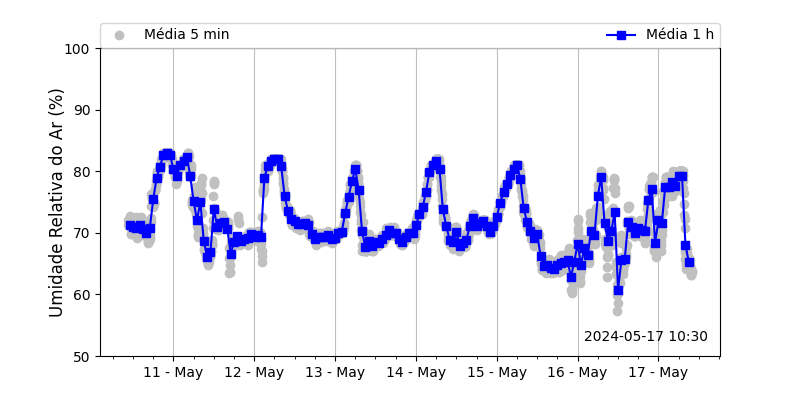 Média 5 min
Média 1 h
Umidade Relativa do Ar (%)
100
90
80
70
60
50
2024-05-17 10:30
11 - May
12 - May
13 - May
14 - May
15 - May
16 - May
17 - May